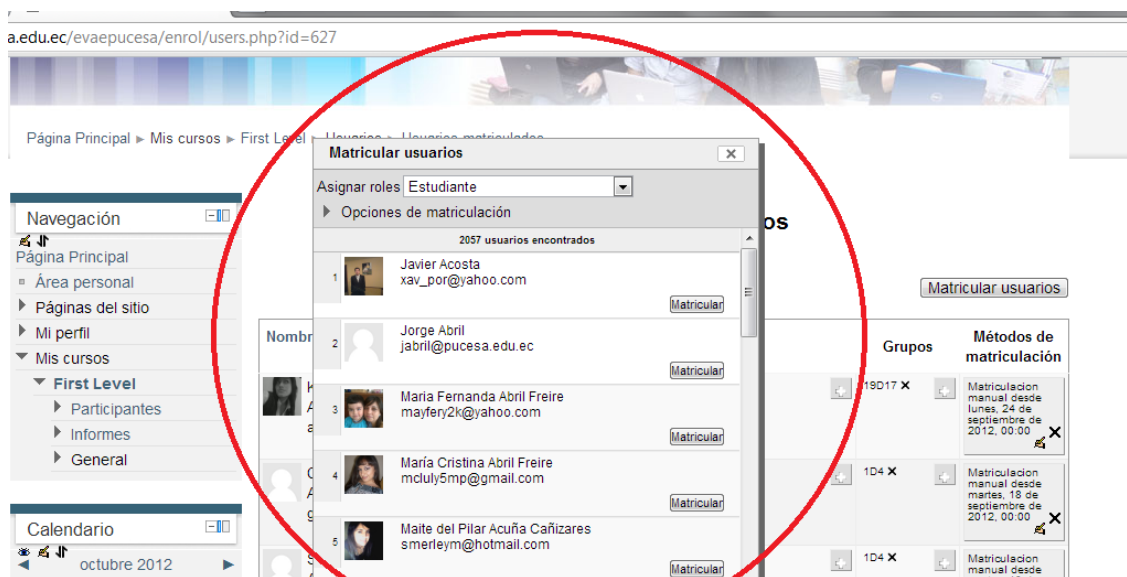 a.edu.ec/evaepucesa/enrol/users.php?id=627
Página Principal ► Mis cursos ► First Level ► Usuarios ► Usuarios matriculados
Matricular usuarios
Asignar roles Estudiante
Opciones de matriculación
2057 usuarios encontrados
1
Javier Acosta
xav_por@yahoo.com
Matricular
2
Jorge Abril
jabril@pucesa.edu.ec
Matricular
3
Maria Fernanda Abril Freire
mayfery2k@yahoo.com
Matricular
4
María Cristina Abril Freire
mcluly5mp@gmail.com
Matricular
5
Maite del Pilar Acuña Cañizares
smerleym@hotmail.com
Matricular
Navegación
Página Principal
Área personal
Páginas del sitio
Mi perfil
Mis cursos
First Level
Participantes
Informes
General
Calendario
octubre 2012
os
Matricular usuarios
Nombr
Grupos
Métodos de
matriculación
19D17
Matriculacion
manual desde
lunes, 24 de
septiembre de
2012, 00:00
1D4
Matriculacion
manual desde
martes, 18 de
septiembre de
2012, 00:00
1D4
Matriculacion
manual desde